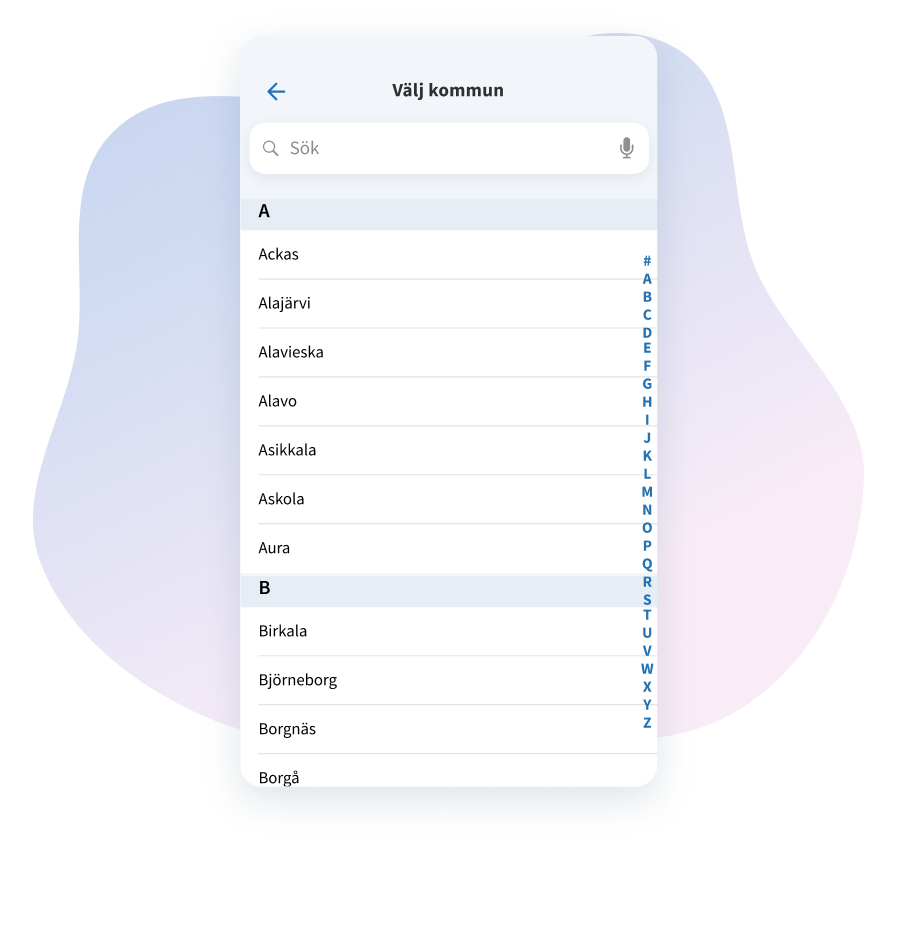 Välj kommun
Sök
A
Ackas
Alajärvi
Alavieska
Alavo
Asikkala
Askola
Aura
B
Birkala
Björneborg
Borgnäs
Borgå
#
A
B
C
D
E
F
G
H
I
J
K
L
M
N
O
P
Q
R
S
T
U
V
W
X
Y
Z